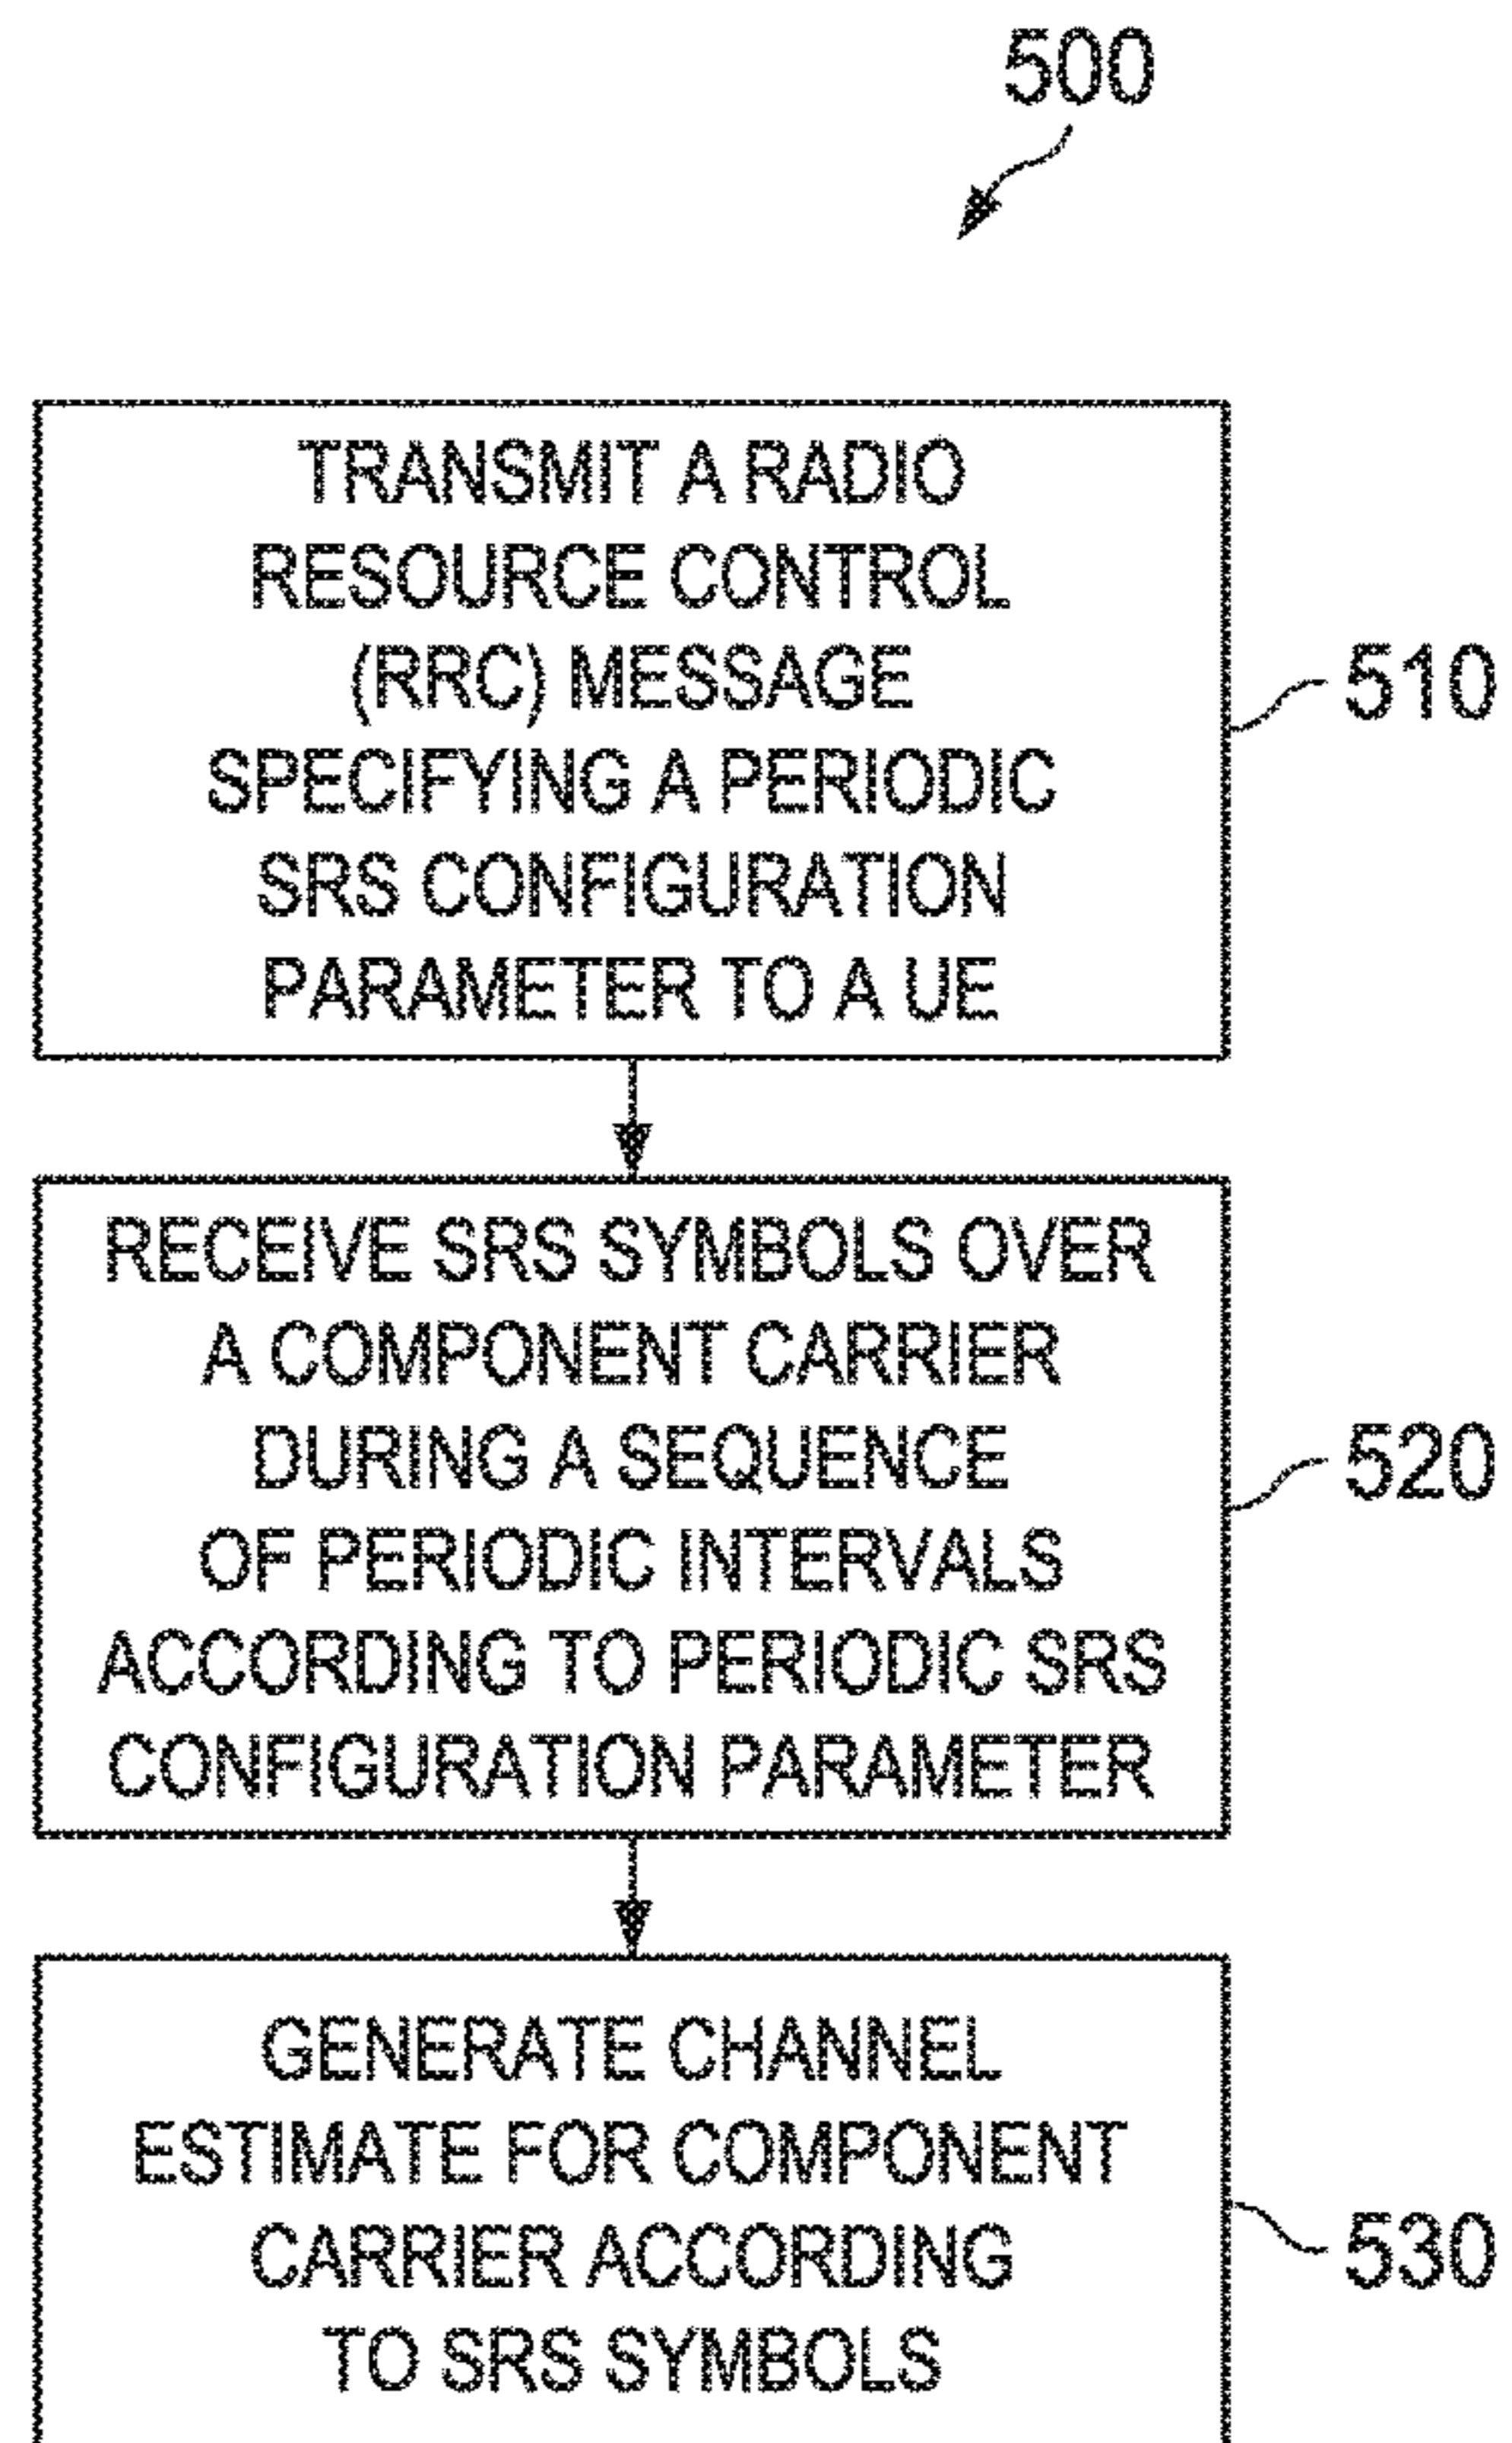 500
TRANSMIT A RADIO
RESOURCE CONTROL
(RRC) MESSAGE
SPECIFYING A PERIODIC
SRS CONFIGURATION
PARAMETER TO A UE
510
RECEIVE SRS SYMBOLS OVER
A COMPONENT CARRIER
DURING A SEQUENCE
OF PERIODIC INTERVALS
ACCORDING TO PERIODIC SRS
CONFIGURATION PARAMETER
520
GENERATE CHANNEL
ESTIMATE FOR COMPONENT
CARRIER ACCORDING
TO SRS SYMBOLS
530